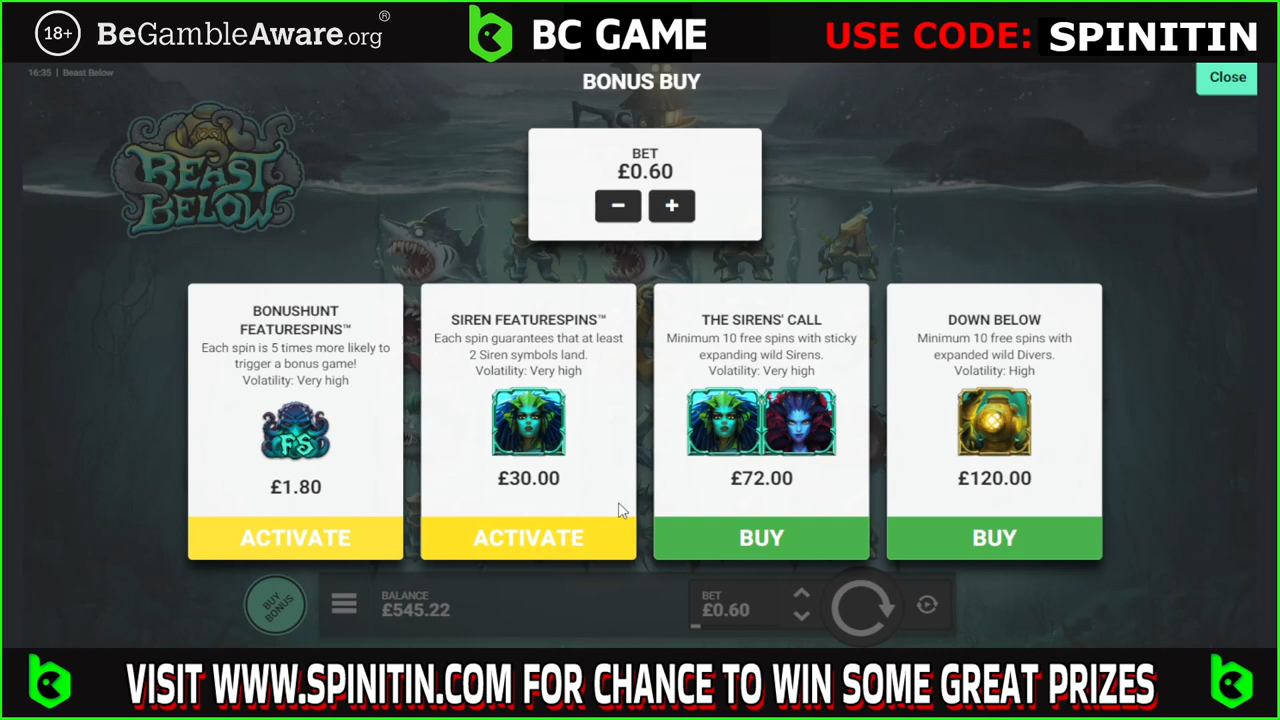 18+ BeGambleAware.org® BC GAME USE CODE: SPINITIN
16:35 | Beast Below
BONUS BUY
Close
BEAST
BELOW
BET
£0.60
− +
BONUSHUNT
FEATURESPINS™
Each spin is 5 times more likely to
trigger a bonus game!
Volatility: Very high
FS
£1.80
ACTIVATE
SIREN FEATURESPINS™
Each spin guarantees that at least
2 Siren symbols land.
Volatility: Very high
£30.00
ACTIVATE
THE SIRENS' CALL
Minimum 10 free spins with sticky
expanding wild Sirens.
Volatility: Very high
£72.00
BUY
DOWN BELOW
Minimum 10 free spins with
expanded wild Divers.
Volatility: High
£120.00
BUY
BUY
BONUS
BALANCE
£545.22
BET
£0.60
VISIT WWW.SPINITIN.COM FOR CHANCE TO WIN SOME GREAT PRIZES